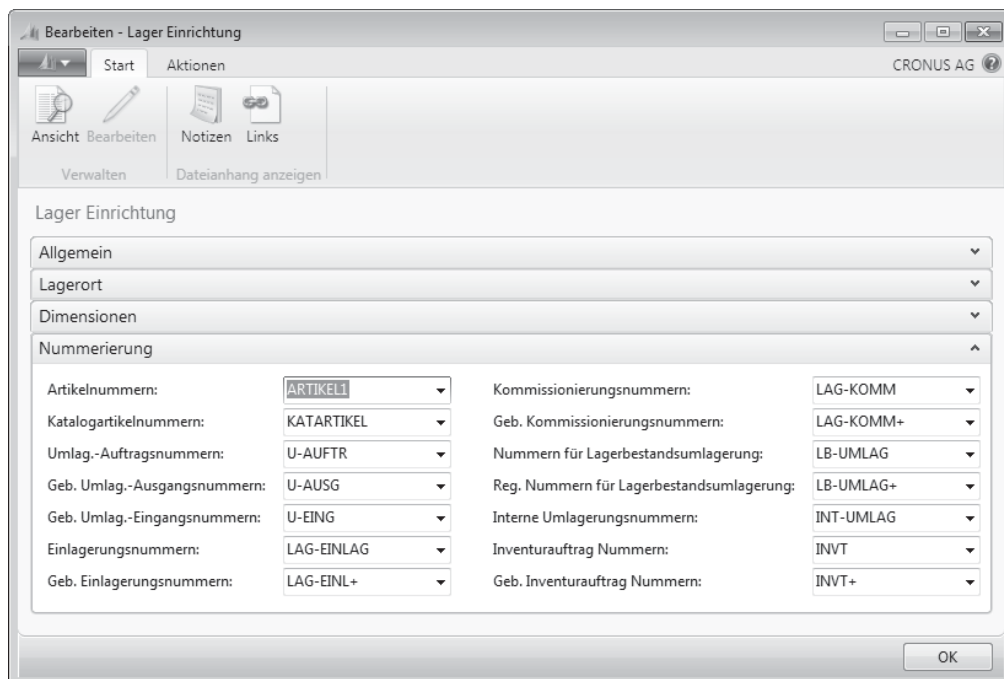 Bearbeiten - Lager Einrichtung
Start Aktionen CRONUS AG
Ansicht Bearbeiten Notizen Links
Verwalten Dateianhang anzeigen
Lager Einrichtung
Allgemein
Lagerort
Dimensionen
Nummerierung
Artikelnummern: ARTIKEL1 Kommissionierungsnummern: LAG-KOMM
Katalogartikelnummern: KATARTIKEL Geb. Kommissionierungsnummern: LAG-KOMM+
Umlag.-Auftragsnummern: U-AUFTR Nummern für Lagerbestandsumlagerung: LB-UMLAG
Geb. Umlag.-Ausgangsnummern: U-AUSG Reg. Nummern für Lagerbestandsumlagerung: LB-UMLAG+
Geb. Umlag.-Eingangsnummern: U-EING Interne Umlagerungsnummern: INT-UMLAG
Einlagerungsnummern: LAG-EINLAG Inventurauftrag Nummern: INVT
Geb. Einlagerungsnummern: LAG-EINL+ Geb. Inventurauftrag Nummern: INVT+
OK